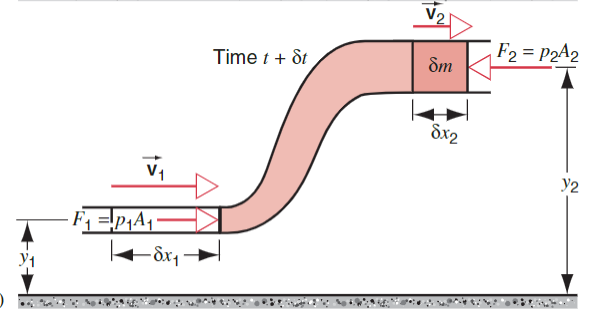 v₂
Time t + δt
F₂ = p₂A₂
δm
δx₂
v₁
y₂
F₁ = p₁A₁
y₁
δx₁
)